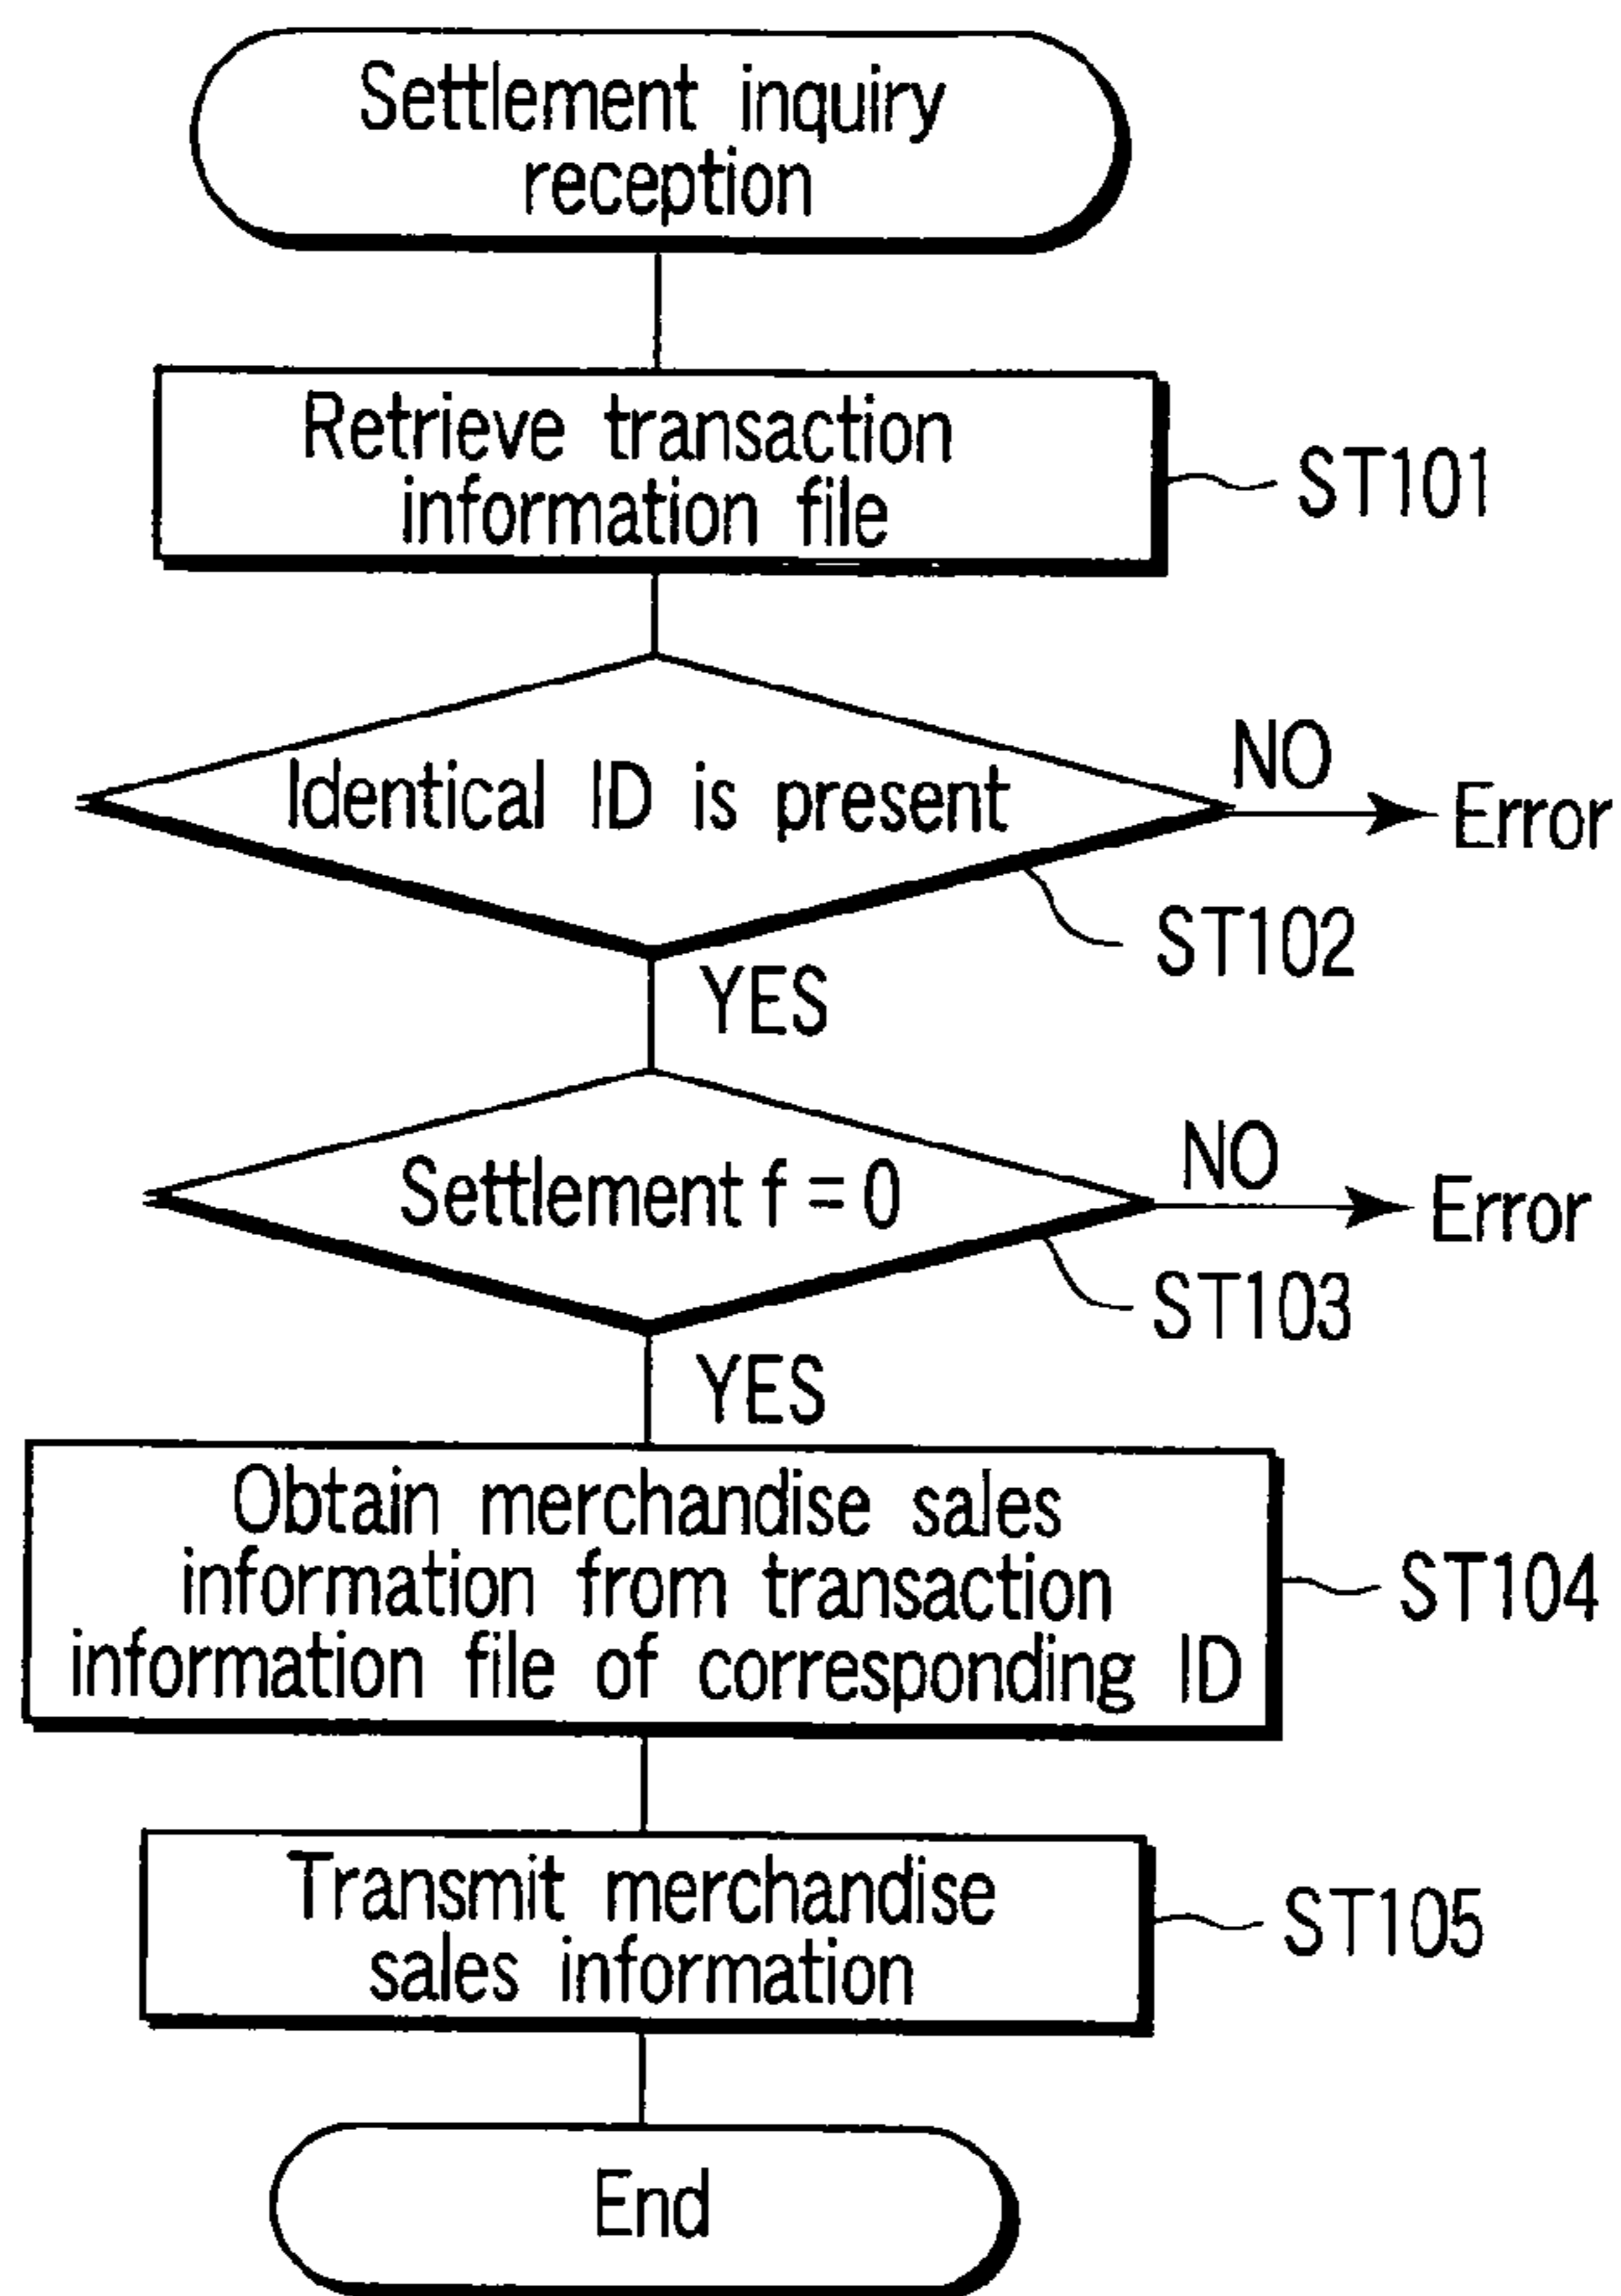 Settlement inquiry
reception
Retrieve transaction
information file
ST101
Identical ID is present
NO
Error
ST102
YES
Settlement f = 0
NO
Error
ST103
YES
Obtain merchandise sales
information from transaction
information file of corresponding ID
ST104
Transmit merchandise
sales information
ST105
End